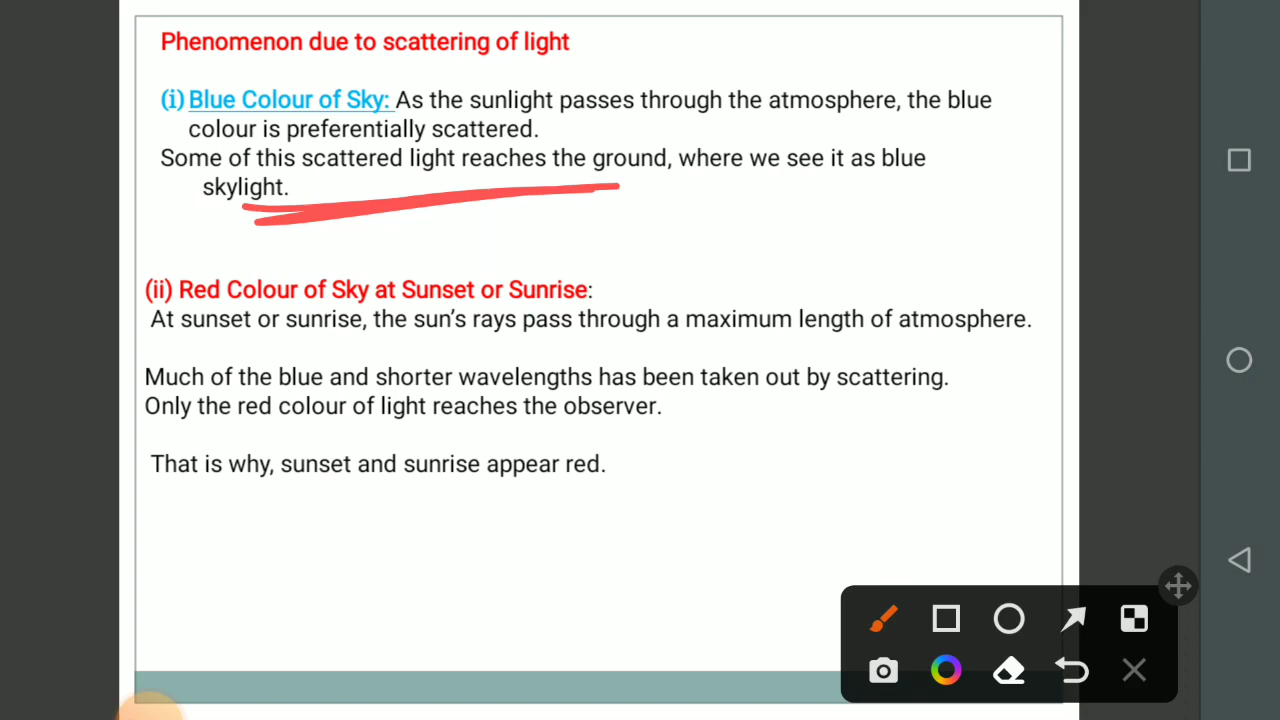 Phenomenon due to scattering of light
(i) Blue Colour of Sky: As the sunlight passes through the atmosphere, the blue
colour is preferentially scattered.
Some of this scattered light reaches the ground, where we see it as blue
skylight.
(ii) Red Colour of Sky at Sunset or Sunrise:
At sunset or sunrise, the sun’s rays pass through a maximum length of atmosphere.
Much of the blue and shorter wavelengths has been taken out by scattering.
Only the red colour of light reaches the observer.
That is why, sunset and sunrise appear red.